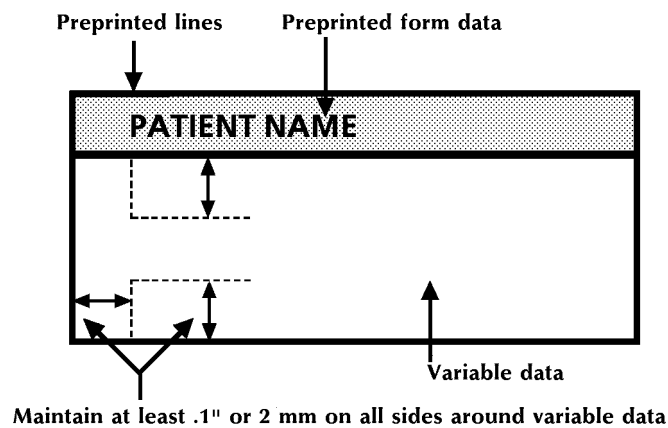 Preprinted lines
Preprinted form data
PATIENT NAME
Variable data
Maintain at least .1" or 2 mm on all sides around variable data